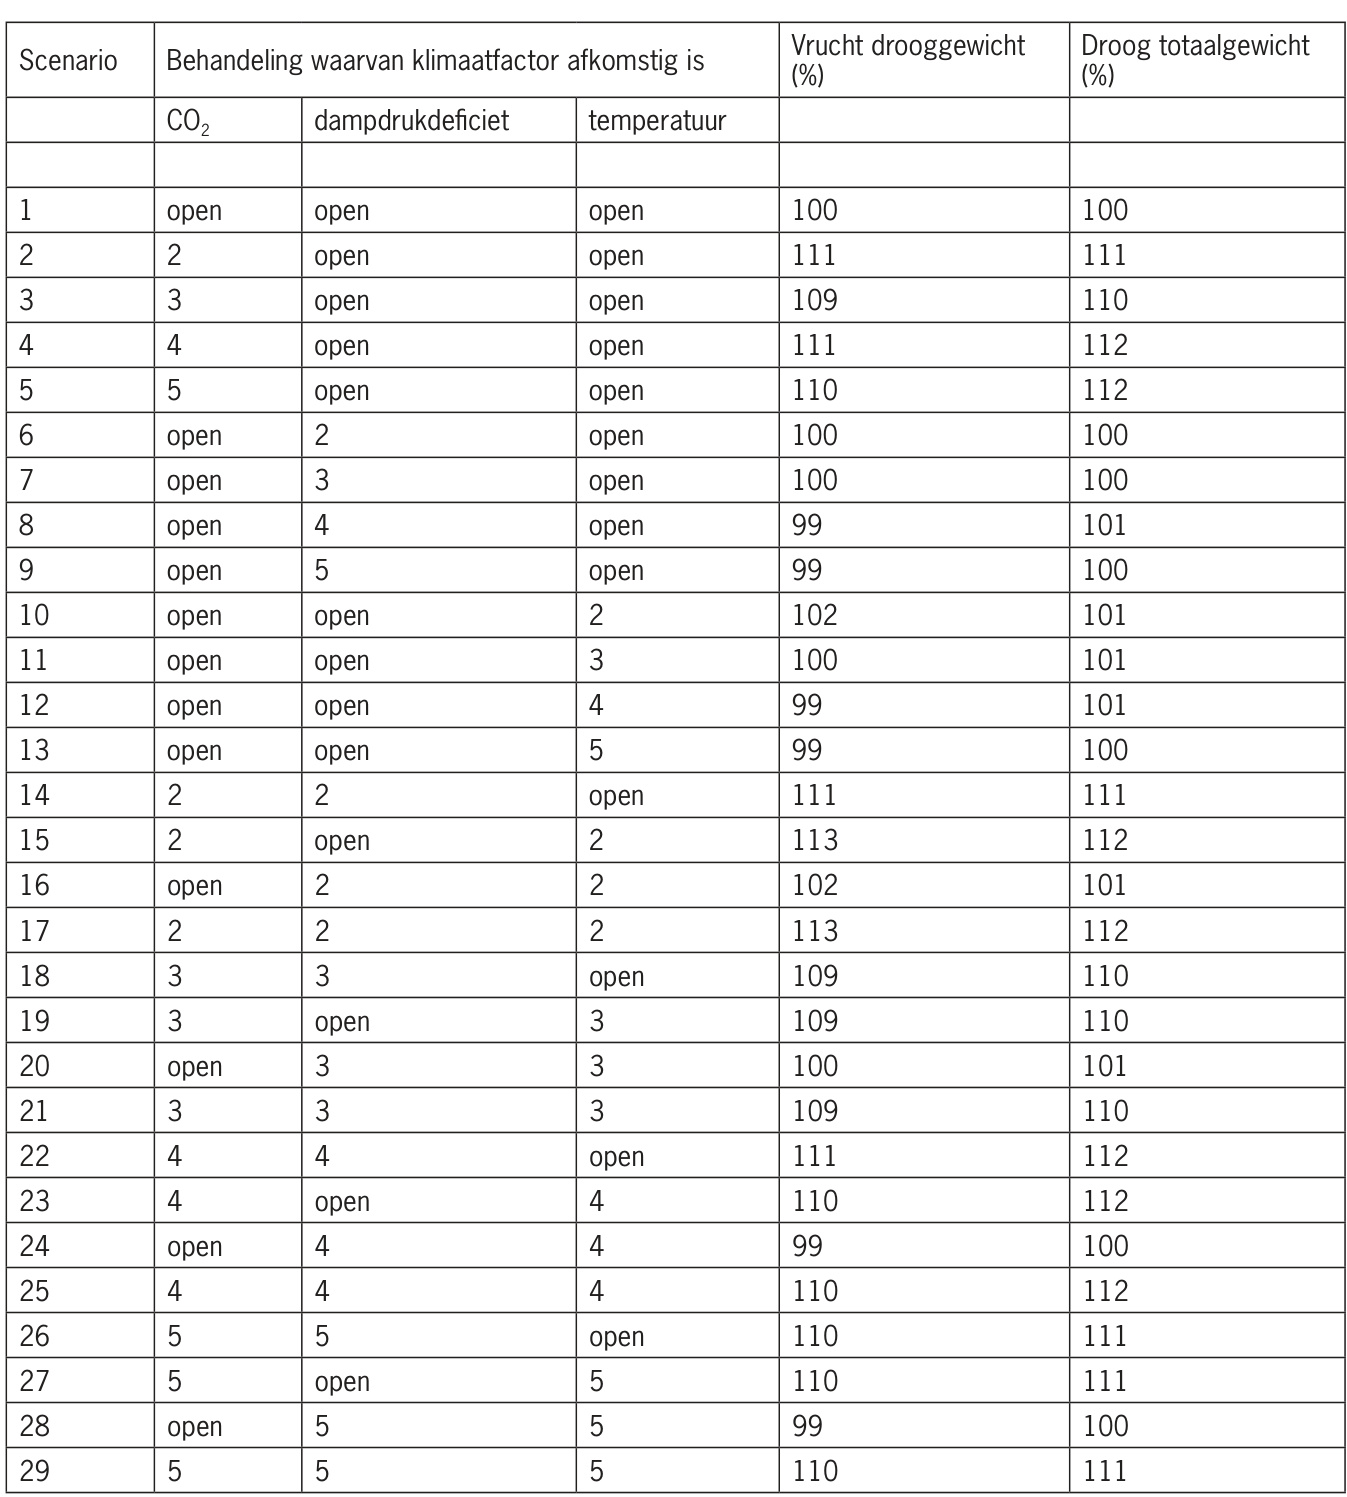 Scenario Behandeling waarvan klimaatfactor afkomstig is Vrucht drooggewicht (%) Droog totaalgewicht (%)
CO2 dampdrukdeficiet temperatuur
1 open open open 100 100
2 2 open open 111 111
3 3 open open 109 110
4 4 open open 111 112
5 5 open open 110 112
6 open 2 open 100 100
7 open 3 open 100 100
8 open 4 open 99 101
9 open 5 open 99 100
10 open open 2 102 101
11 open open 3 100 101
12 open open 4 99 101
13 open open 5 99 100
14 2 2 open 111 111
15 2 open 2 113 112
16 open 2 2 102 101
17 2 2 2 113 112
18 3 3 open 109 110
19 3 open 3 109 110
20 open 3 3 100 101
21 3 3 3 109 110
22 4 4 open 111 112
23 4 open 4 110 112
24 open 4 4 99 100
25 4 4 4 110 112
26 5 5 open 110 111
27 5 open 5 110 111
28 open 5 5 99 100
29 5 5 5 110 111